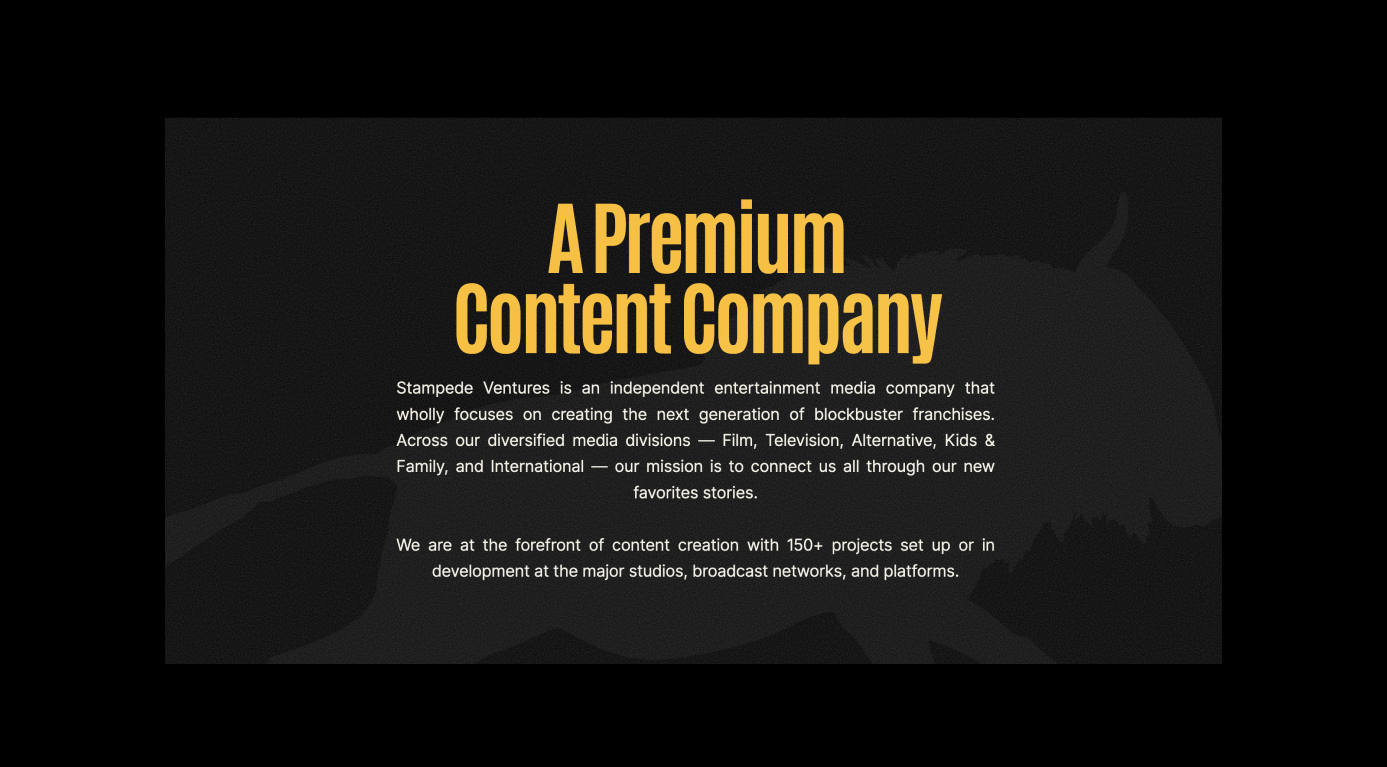 A Premium
Content Company
Stampede Ventures is an independent entertainment media company that
wholly focuses on creating the next generation of blockbuster franchises.
Across our diversified media divisions — Film, Television, Alternative, Kids &
Family, and International — our mission is to connect us all through our new
favorites stories.
We are at the forefront of content creation with 150+ projects set up or in
development at the major studios, broadcast networks, and platforms.